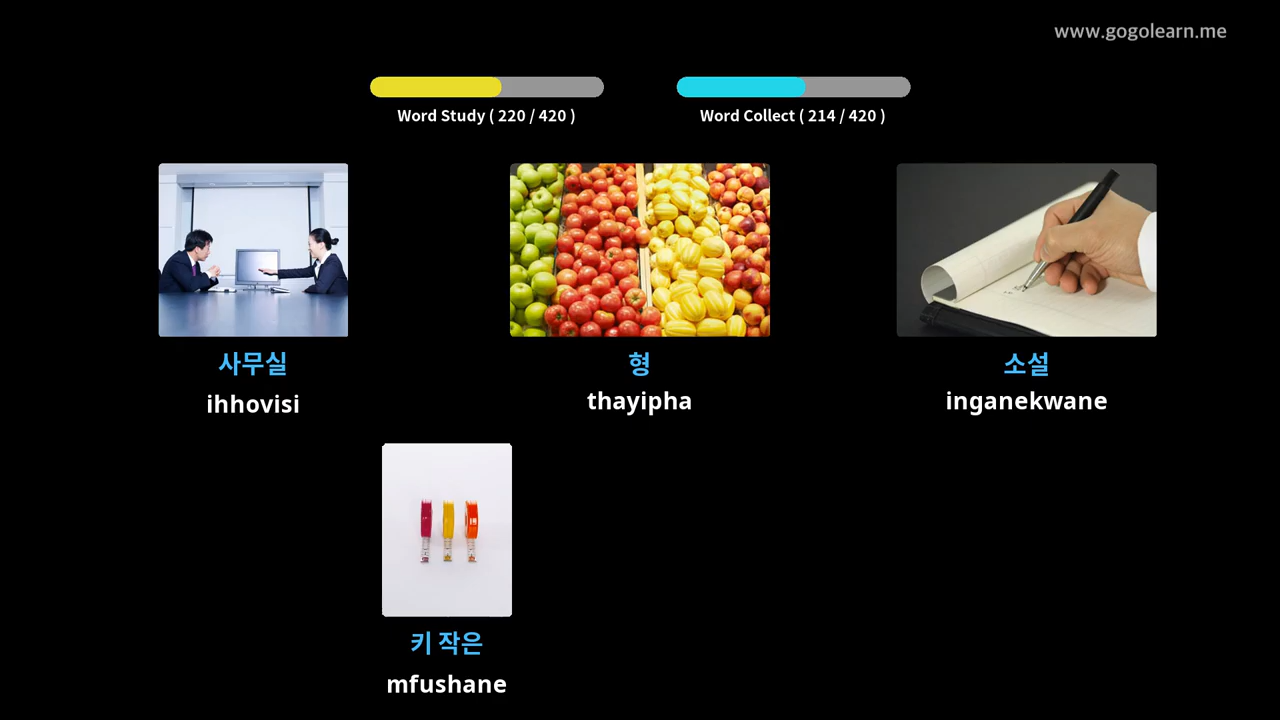 www.gogolearn.me
Word Study ( 220 / 420 )
Word Collect ( 214 / 420 )
사무실
ihhovisi
형
thayipha
소설
inganekwane
키 작은
mfushane